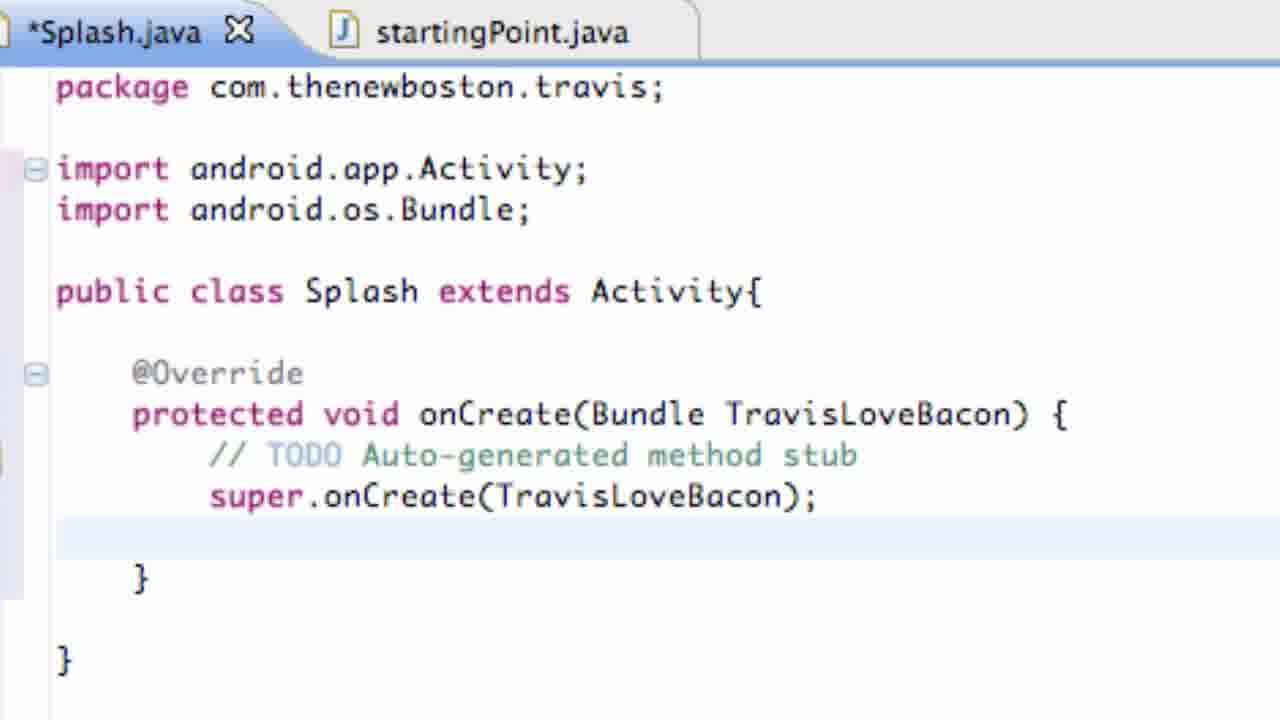 *Splash.java startingPoint.java
package com.thenewboston.travis;
import android.app.Activity;
import android.os.Bundle;
public class Splash extends Activity{
@Override
protected void onCreate(Bundle TravisLoveBacon) {
// TODO Auto-generated method stub
super.onCreate(TravisLoveBacon);
}
}